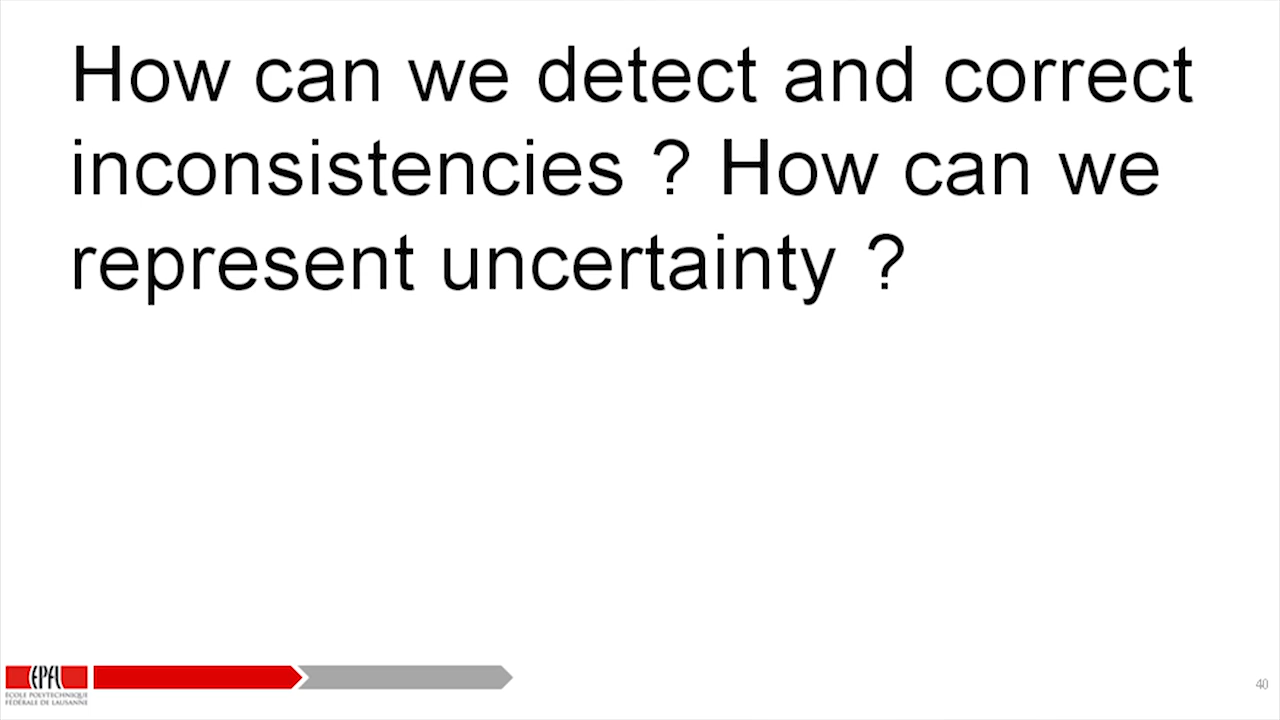 How can we detect and correct
inconsistencies ? How can we
represent uncertainty ?
EPFL
ÉCOLE POLYTECHNIQUE
FÉDÉRALE DE LAUSANNE
40